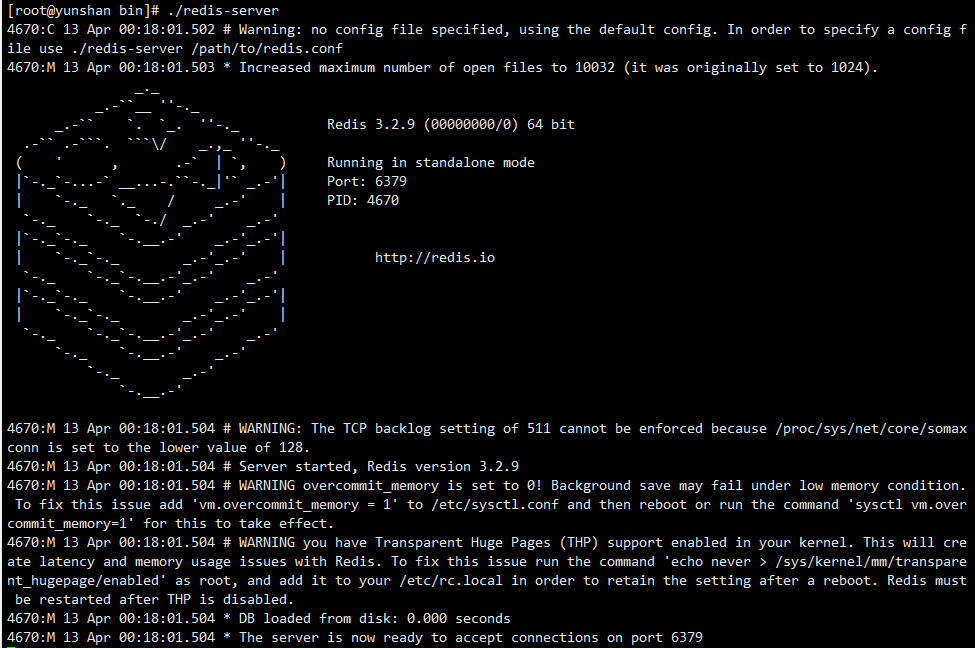 [root@yunshan bin]# ./redis-server
4670:C 13 Apr 00:18:01.502 # Warning: no config file specified, using the default config. In order to specify a config f
ile use ./redis-server /path/to/redis.conf
4670:M 13 Apr 00:18:01.503 * Increased maximum number of open files to 10032 (it was originally set to 1024).
Redis 3.2.9 (00000000/0) 64 bit
Running in standalone mode
Port: 6379
PID: 4670
http://redis.io
4670:M 13 Apr 00:18:01.504 # WARNING: The TCP backlog setting of 511 cannot be enforced because /proc/sys/net/core/somax
conn is set to the lower value of 128.
4670:M 13 Apr 00:18:01.504 # Server started, Redis version 3.2.9
4670:M 13 Apr 00:18:01.504 # WARNING overcommit_memory is set to 0! Background save may fail under low memory condition.
 To fix this issue add 'vm.overcommit_memory = 1' to /etc/sysctl.conf and then reboot or run the command 'sysctl vm.over
commit_memory=1' for this to take effect.
4670:M 13 Apr 00:18:01.504 # WARNING you have Transparent Huge Pages (THP) support enabled in your kernel. This will cre
ate latency and memory usage issues with Redis. To fix this issue run the command 'echo never > /sys/kernel/mm/transpare
nt_hugepage/enabled' as root, and add it to your /etc/rc.local in order to retain the setting after a reboot. Redis must
 be restarted after THP is disabled.
4670:M 13 Apr 00:18:01.504 * DB loaded from disk: 0.000 seconds
4670:M 13 Apr 00:18:01.504 * The server is now ready to accept connections on port 6379